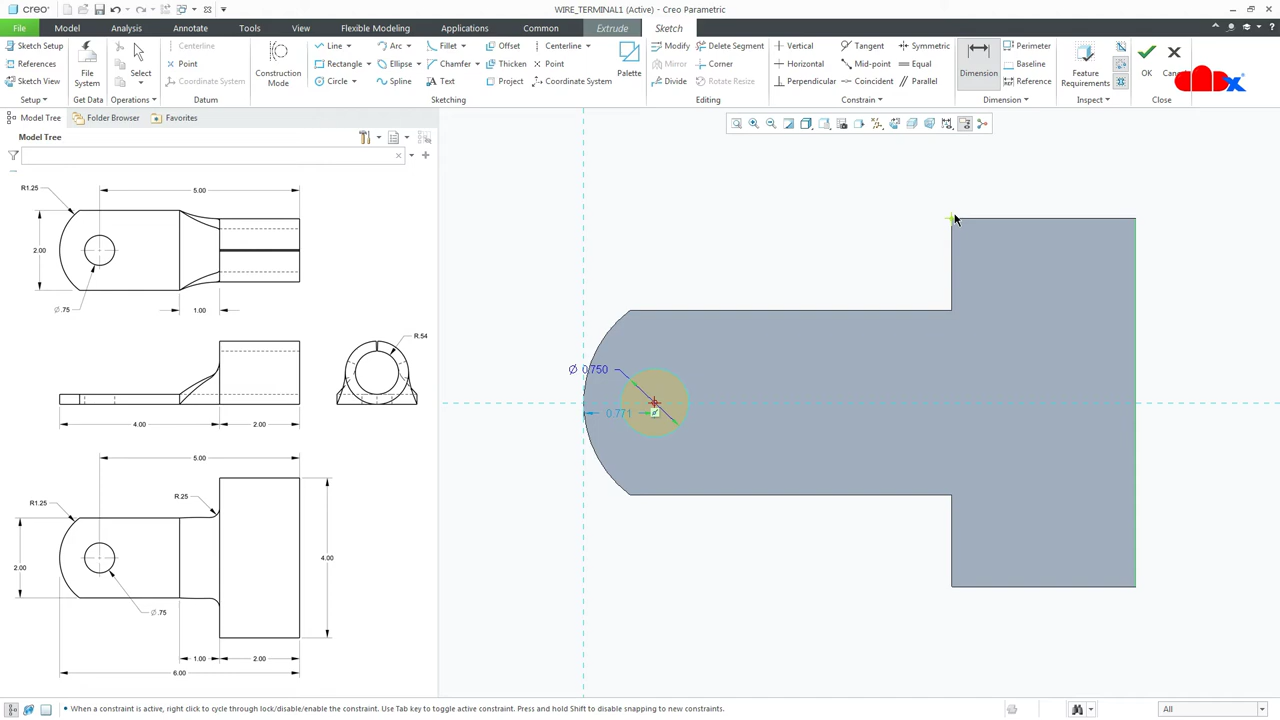 creo
WIRE_TERMINAL1 (Active) - Creo Parametric
File Model Analysis Annotate Tools View Flexible Modeling Applications Common Extrude Sketch
Sketch Setup
References
Sketch View
Setup
File System
Get Data
Select
Operations
Centerline
Point
Coordinate System
Datum
Construction Mode
Line Arc Fillet Offset Centerline
Rectangle Ellipse Chamfer Thicken Point
Circle Spline Text Project Coordinate System
Palette
Sketching
Modify Delete Segment
Mirror Corner
Divide Rotate Resize
Editing
Vertical Tangent Symmetric
Horizontal Mid-point Equal
Perpendicular Coincident Parallel
Constrain
Dimension
Perimeter
Baseline
Reference
Dimension
Feature Requirements
Inspect
OK
Close
Model Tree Folder Browser Favorites
Model Tree
R1.25
5.00
2.00
∅.75
1.00
R.54
4.00
2.00
5.00
R1.25
R.25
2.00
4.00
∅.75
1.00
2.00
6.00
∅ 0.750
0.771
When a constraint is active, right click to cycle through lock/disable/enable the constraint. Use Tab key to toggle active constraint. Press and hold Shift to disable snapping to new constraints.
All